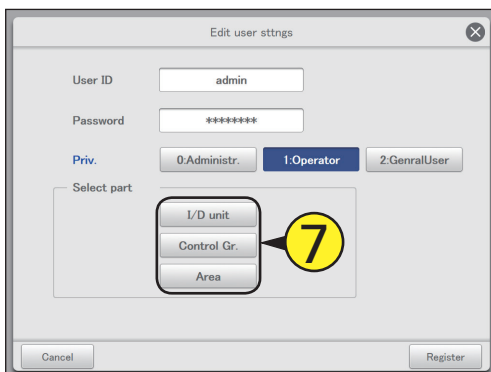 Edit user sttngs
User ID admin
Password ********
Priv. 0:Administr. 1:Operator 2:GenralUser
Select part
I/D unit
Control Gr.
7
Area
Cancel Register